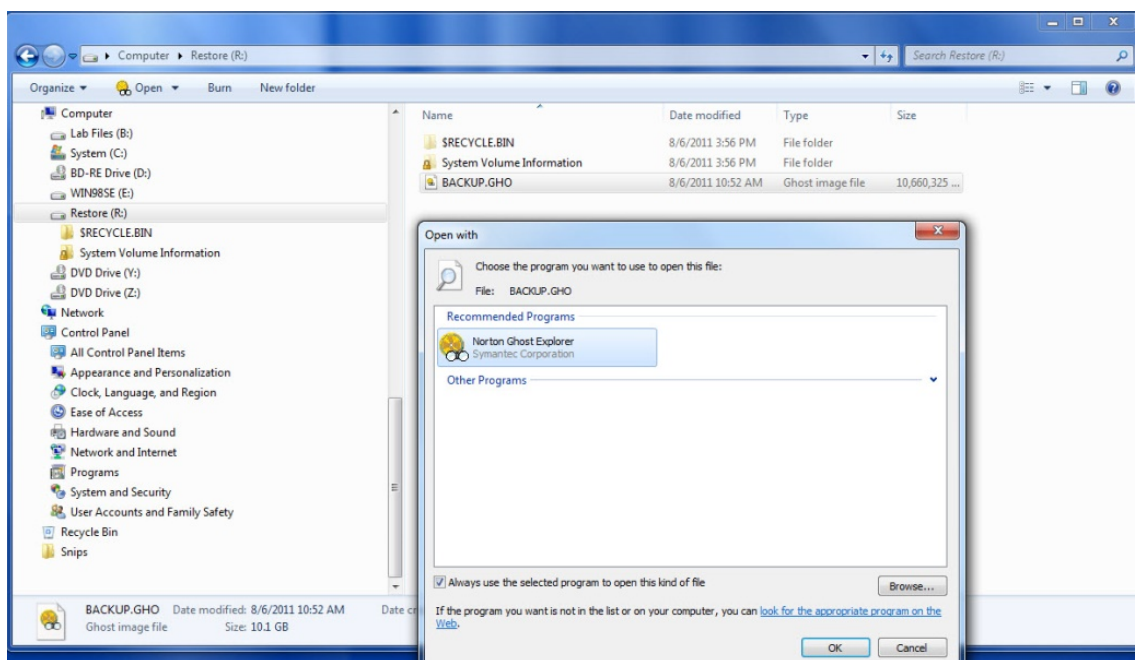 Computer ▸ Restore (R:)
Search Restore (R:)
Organize Open Burn New folder
Computer
Lab Files (B:)
System (C:)
BD-RE Drive (D:)
WIN98SE (E:)
Restore (R:)
$RECYCLE.BIN
System Volume Information
DVD Drive (Y:)
DVD Drive (Z:)
Network
Control Panel
All Control Panel Items
Appearance and Personalization
Clock, Language, and Region
Ease of Access
Hardware and Sound
Network and Internet
Programs
System and Security
User Accounts and Family Safety
Recycle Bin
Snips
Name Date modified Type Size
$RECYCLE.BIN 8/6/2011 3:56 PM File folder
System Volume Information 8/6/2011 3:56 PM File folder
BACKUP.GHO 8/6/2011 10:52 AM Ghost image file 10,660,325 ...
Open with
Choose the program you want to use to open this file:
File: BACKUP.GHO
Recommended Programs
Norton Ghost Explorer
Symantec Corporation
Other Programs
Always use the selected program to open this kind of file
Browse...
If the program you want is not in the list or on your computer, you can look for the appropriate program on the
Web.
OK Cancel
BACKUP.GHO Date modified: 8/6/2011 10:52 AM Date
Ghost image file Size: 10.1 GB